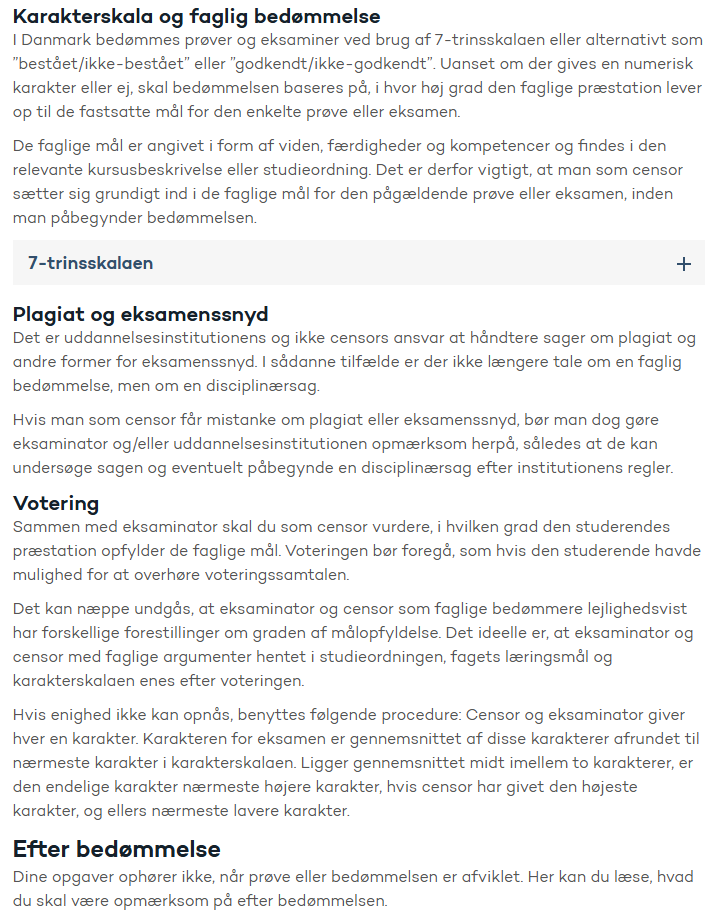 Karakterskala og faglig bedømmelse
I Danmark bedømmes prøver og eksaminer ved brug af 7-trinsskalaen eller alternativt som
”bestået/ikke-bestået” eller ”godkendt/ikke-godkendt”. Uanset om der gives en numerisk
karakter eller ej, skal bedømmelsen baseres på, i hvor høj grad den faglige præstation lever
op til de fastsatte mål for den enkelte prøve eller eksamen.
De faglige mål er angivet i form af viden, færdigheder og kompetencer og findes i den
relevante kursusbeskrivelse eller studieordning. Det er derfor vigtigt, at man som censor
sætter sig grundigt ind i de faglige mål for den pågældende prøve eller eksamen, inden
man påbegynder bedømmelsen.
7-trinsskalaen +
Plagiat og eksamenssnyd
Det er uddannelsesinstitutionens og ikke censors ansvar at håndtere sager om plagiat og
andre former for eksamenssnyd. I sådanne tilfælde er der ikke længere tale om en faglig
bedømmelse, men om en disciplinærsag.
Hvis man som censor får mistanke om plagiat eller eksamenssnyd, bør man dog gøre
eksaminator og/eller uddannelsesinstitutionen opmærksom herpå, således at de kan
undersøge sagen og eventuelt påbegynde en disciplinærsag efter institutionens regler.
Votering
Sammen med eksaminator skal du som censor vurdere, i hvilken grad den studerendes
præstation opfylder de faglige mål. Voteringen bør foregå, som hvis den studerende havde
mulighed for at overhøre voteringssamtalen.
Det kan næppe undgås, at eksaminator og censor som faglige bedømmere lejlighedsvist
har forskellige forestillinger om graden af målopfyldelse. Det ideelle er, at eksaminator og
censor med faglige argumenter hentet i studieordningen, fagets læringsmål og
karakterskalaen enes efter voteringen.
Hvis enighed ikke kan opnås, benyttes følgende procedure: Censor og eksaminator giver
hver en karakter. Karakteren for eksamen er gennemsnittet af disse karakterer afrundet til
nærmeste karakter i karakterskalaen. Ligger gennemsnittet midt imellem to karakterer, er
den endelige karakter nærmeste højere karakter, hvis censor har givet den højeste
karakter, og ellers nærmeste lavere karakter.
Efter bedømmelse
Dine opgaver ophører ikke, når prøve eller bedømmelsen er afviklet. Her kan du læse, hvad
du skal være opmærksom på efter bedømmelsen.